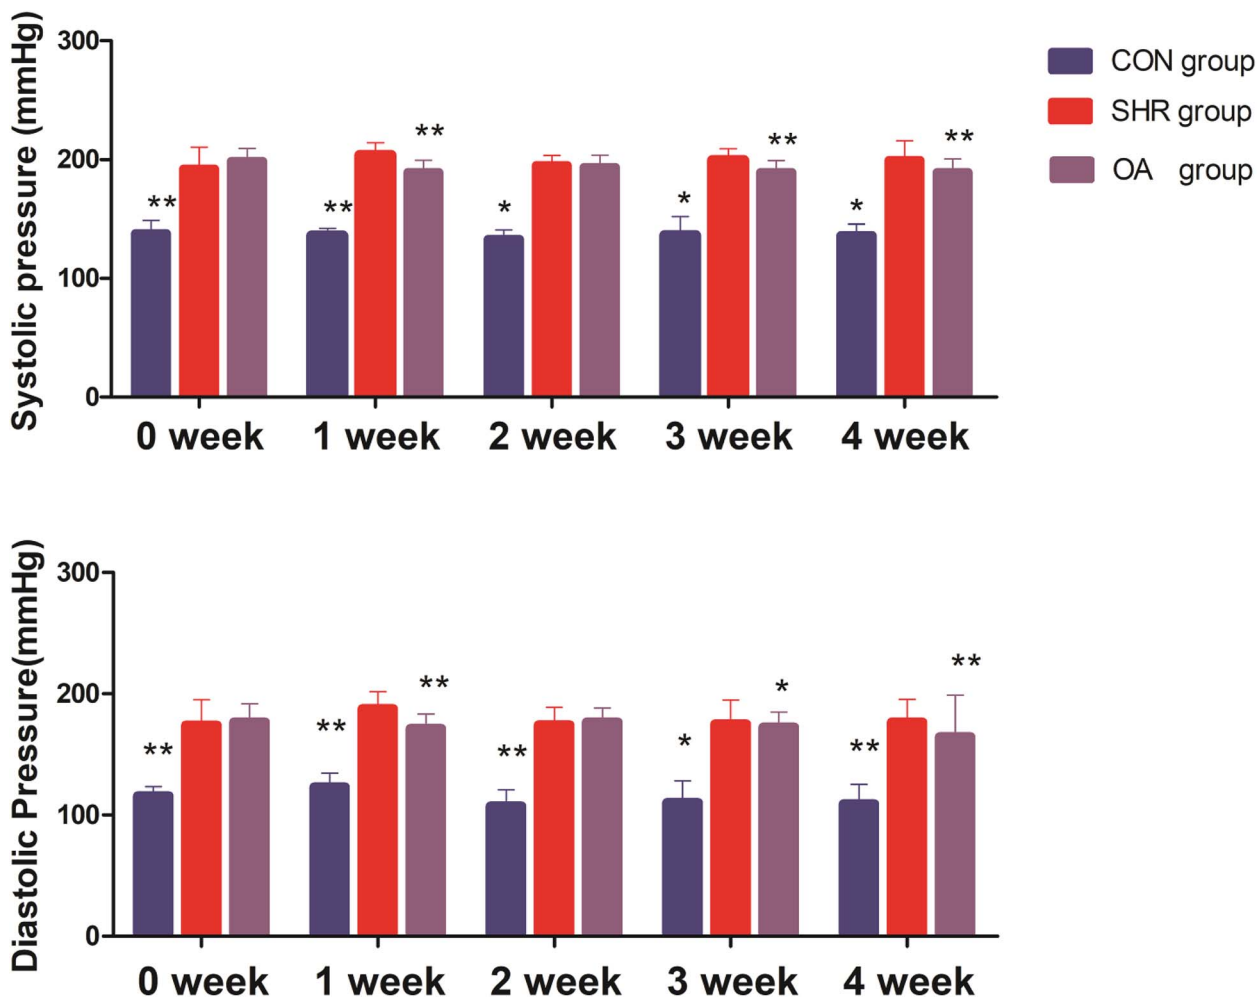 Systolic pressure (mmHg)
300
200
100
0
**
**
**
*
*
**
*
**
0 week
1 week
2 week
3 week
4 week
CON group
SHR group
OA group
Diastolic Pressure(mmHg)
300
200
100
0
**
**
**
**
*
*
**
**
0 week
1 week
2 week
3 week
4 week